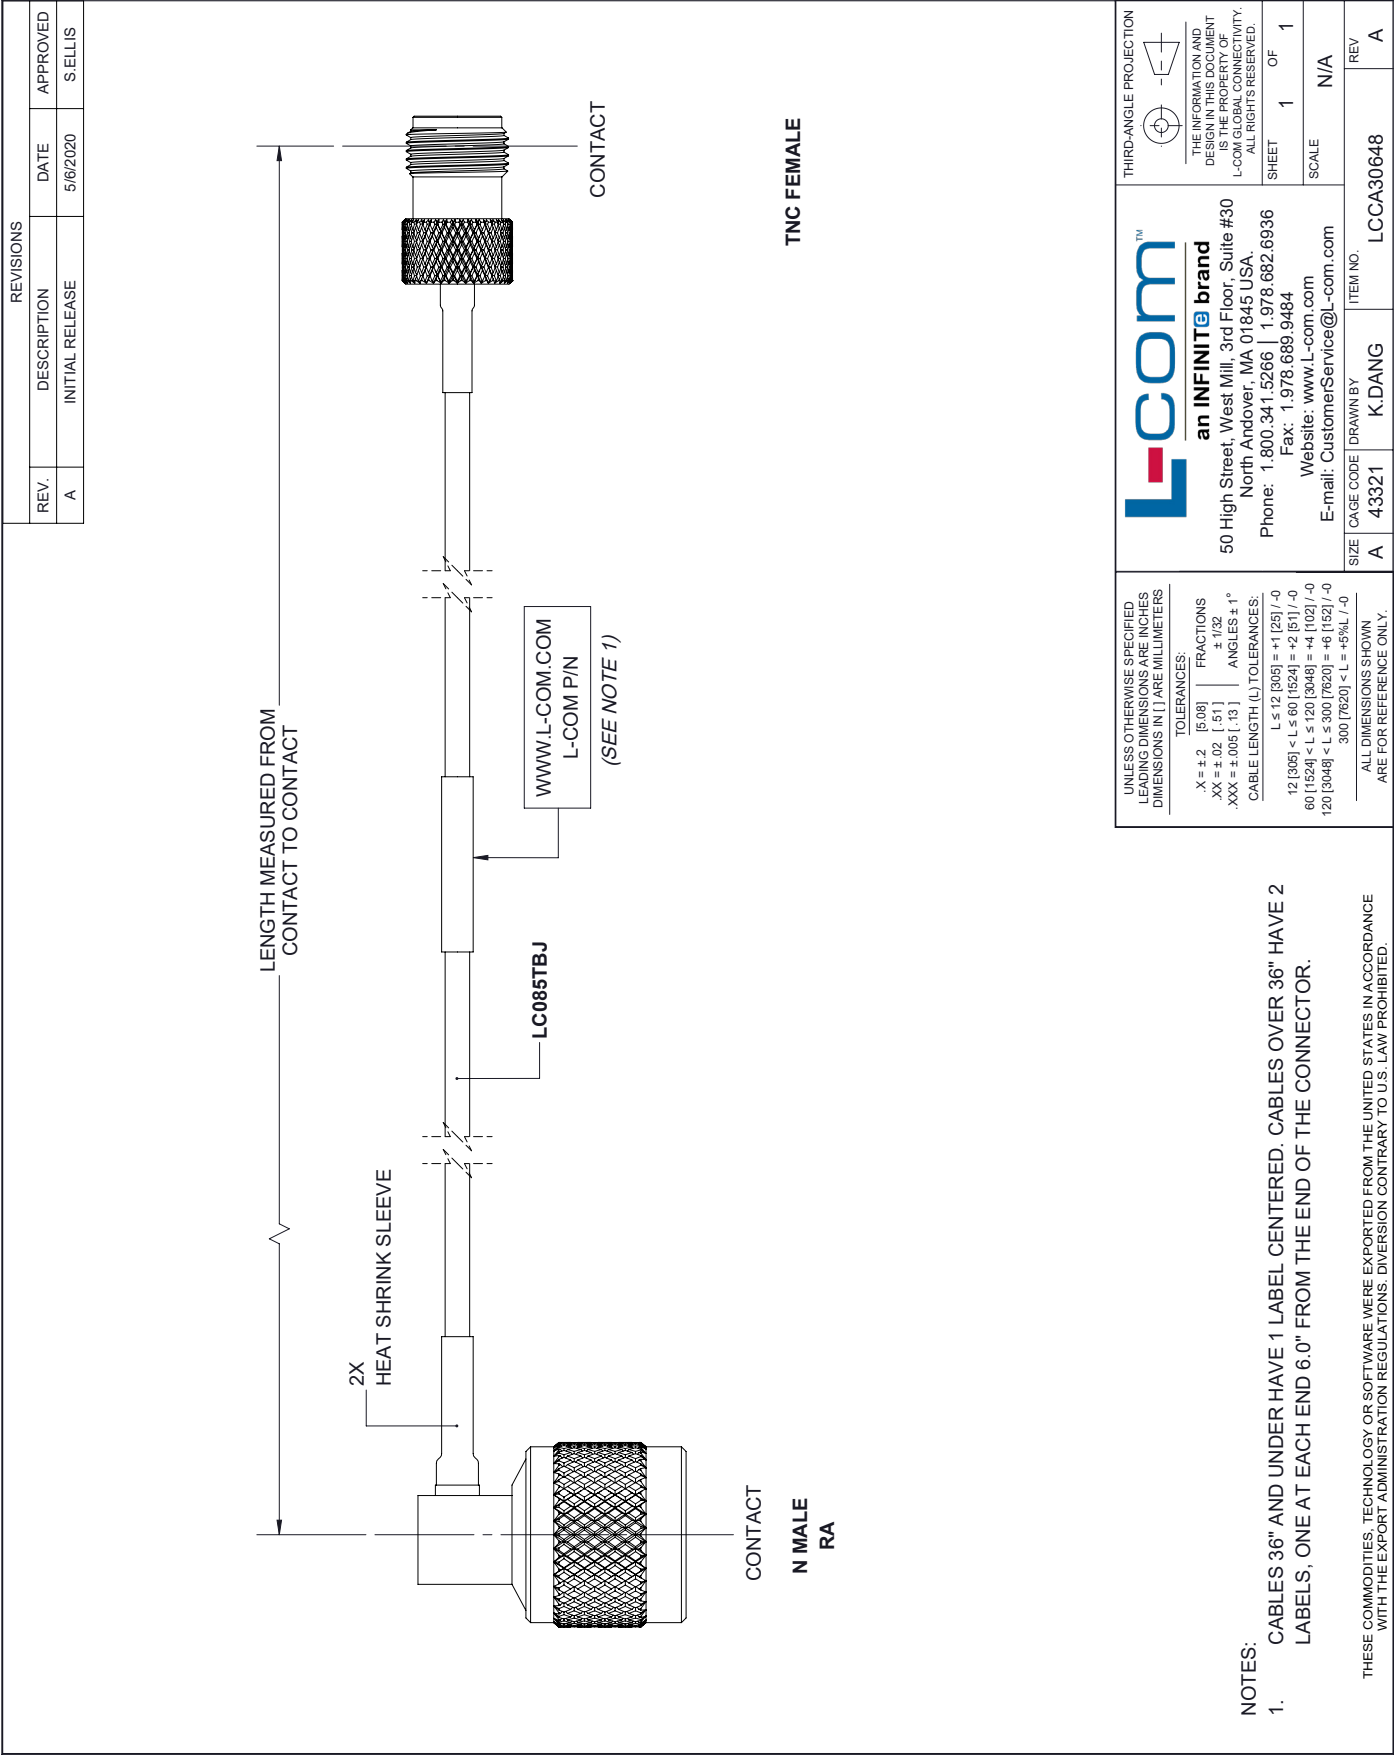 REVISIONS
REV. DESCRIPTION DATE APPROVED
A INITIAL RELEASE 5/6/2020 S.ELLIS
LENGTH MEASURED FROM
CONTACT TO CONTACT
2X
HEAT SHRINK SLEEVE
LC085TBJ
WWW.L-COM.COM
L-COM P/N
(SEE NOTE 1)
CONTACT
N MALE
RA
CONTACT
TNC FEMALE
NOTES:
1. CABLES 36" AND UNDER HAVE 1 LABEL CENTERED. CABLES OVER 36" HAVE 2
LABELS, ONE AT EACH END 6.0" FROM THE END OF THE CONNECTOR.
THESE COMMODITIES, TECHNOLOGY OR SOFTWARE WERE EXPORTED FROM THE UNITED STATES IN ACCORDANCE
WITH THE EXPORT ADMINISTRATION REGULATIONS. DIVERSION CONTRARY TO U.S. LAW PROHIBITED.
UNLESS OTHERWISE SPECIFIED
LEADING DIMENSIONS ARE INCHES
DIMENSIONS IN [ ] ARE MILLIMETERS
TOLERANCES:
.X = ±.2 [5.08] FRACTIONS
.XX = ±.02 [.51] ± 1/32
.XXX = ±.005 [.13] ANGLES ± 1°
CABLE LENGTH (L) TOLERANCES:
L ≤ 12 [305] = +1 [25] / -0
12 [305] < L ≤ 60 [1524] = +2 [51] / -0
60 [1524] < L ≤ 120 [3048] = +4 [102] / -0
120 [3048] < L ≤ 300 [7620] = +6 [152] / -0
300 [7620] < L = +5%L / -0
ALL DIMENSIONS SHOWN
ARE FOR REFERENCE ONLY.
L-com™
an INFINITe brand
50 High Street, West Mill, 3rd Floor, Suite #30
North Andover, MA 01845 USA.
Phone: 1.800.341.5266 | 1.978.682.6936
Fax: 1.978.689.9484
Website: www.L-com.com
E-mail: CustomerService@L-com.com
THIRD-ANGLE PROJECTION
THE INFORMATION AND
DESIGN IN THIS DOCUMENT
IS THE PROPERTY OF
L-COM GLOBAL CONNECTIVITY.
ALL RIGHTS RESERVED.
SHEET 1 OF 1
SCALE N/A
SIZE CAGE CODE DRAWN BY ITEM NO. REV
A 43321 K.DANG LCCA30648 A